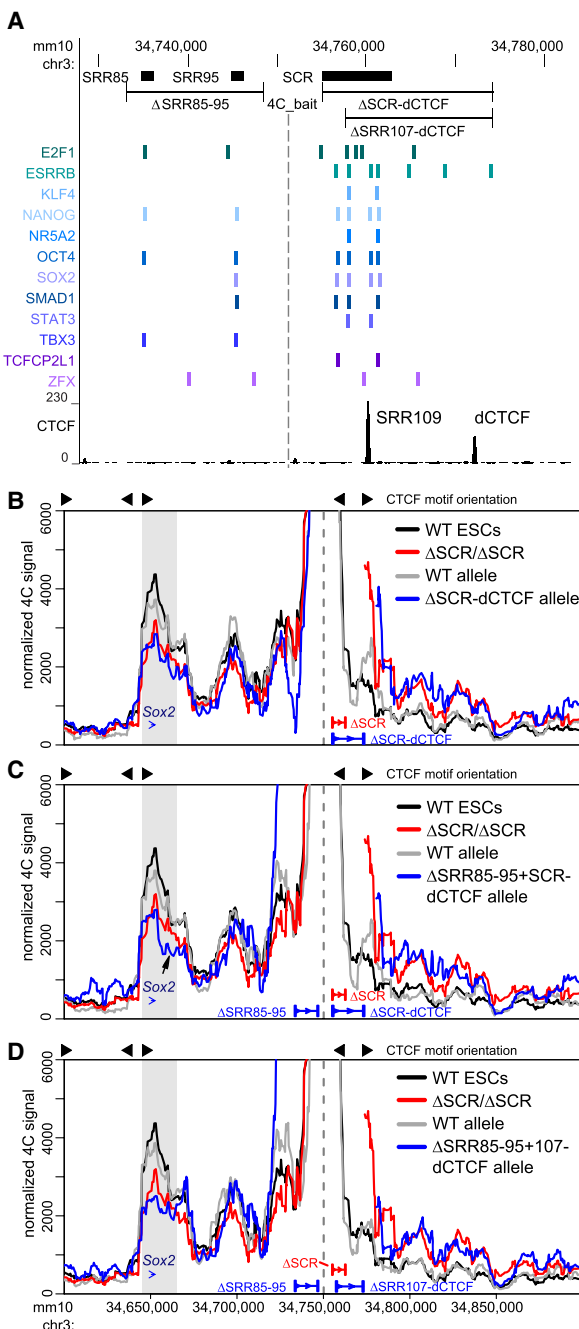 A
mm10 34,740,000 34,760,000 34,780,000
chr3:
SRR85 SRR95 SCR
ΔSRR85-95 4C_bait ΔSCR-dCTCF
ΔSRR107-dCTCF
E2F1
ESRRB
KLF4
NANOG
NR5A2
OCT4
SOX2
SMAD1
STAT3
TBX3
TCFCP2L1
ZFX
230
CTCF SRR109 dCTCF
0
B
CTCF motif orientation
normalized 4C signal
6000
4000
2000
0
WT ESCs
ΔSCR/ΔSCR
WT allele
ΔSCR-dCTCF allele
Sox2
ΔSCR
ΔSCR-dCTCF
C
CTCF motif orientation
normalized 4C signal
6000
4000
2000
0
WT ESCs
ΔSCR/ΔSCR
WT allele
ΔSRR85-95+SCR-
dCTCF allele
Sox2
ΔSCR
ΔSRR85-95 ΔSCR-dCTCF
D
CTCF motif orientation
normalized 4C signal
6000
4000
2000
0
WT ESCs
ΔSCR/ΔSCR
WT allele
ΔSRR85-95+107-
dCTCF allele
Sox2
ΔSCR
ΔSRR85-95 ΔSRR107-dCTCF
mm10 34,650,000 34,700,000 34,750,000 34,800,000 34,850,000
chr3: